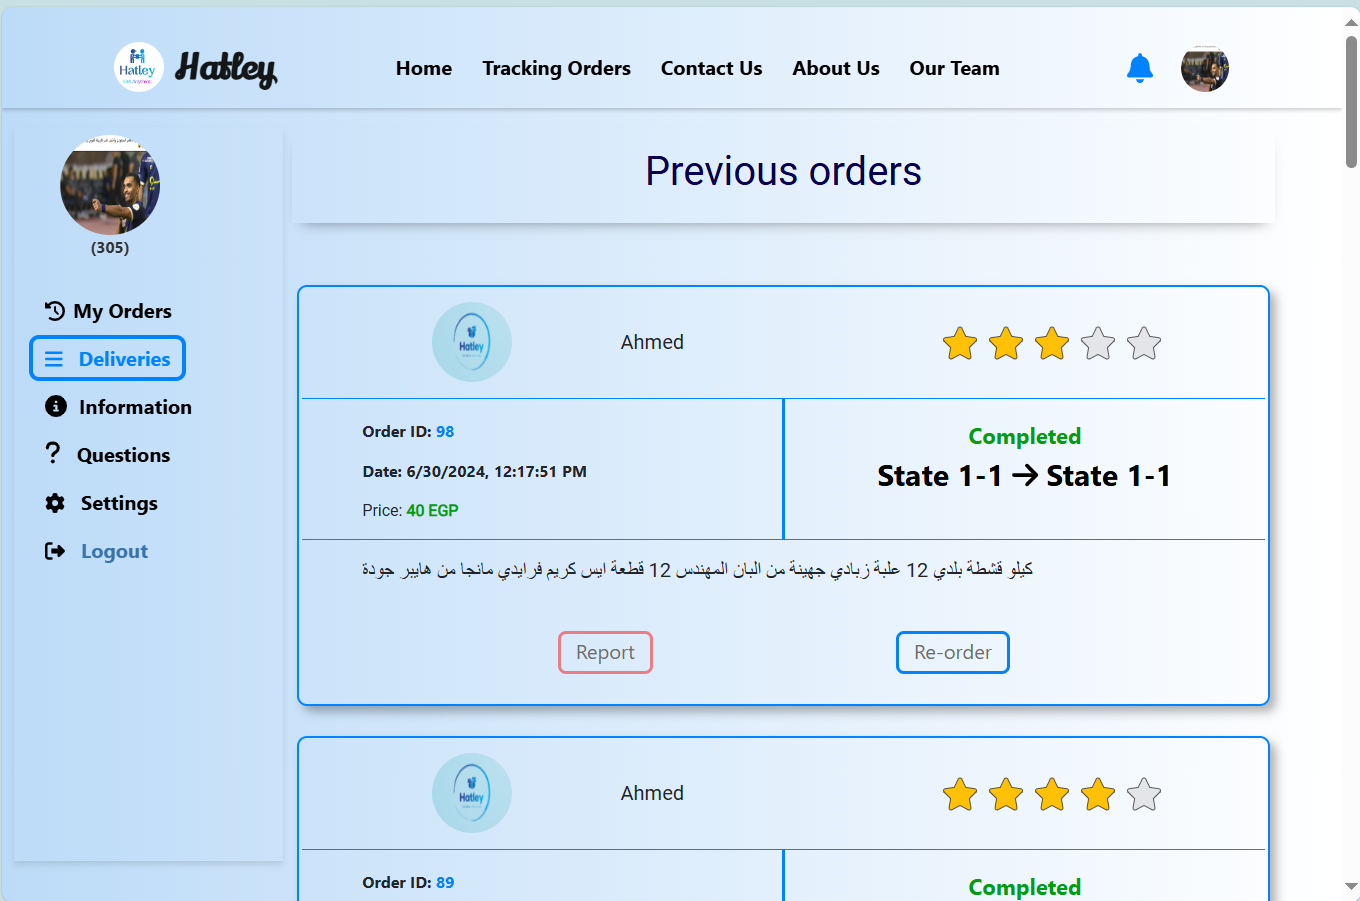 Hatley
Hatley
Home
Tracking Orders
Contact Us
About Us
Our Team
(305)
My Orders
Deliveries
Information
Questions
Settings
Logout
Previous orders
Hatley
Ahmed
Order ID: 98
Date: 6/30/2024, 12:17:51 PM
Price: 40 EGP
Completed
State 1-1 → State 1-1
كيلو قشطة بلدي 12 علبة زبادي جهينة من البان المهندس 12 قطعة ايس كريم فرايدي مانجا من هايبر جودة
Report
Re-order
Hatley
Ahmed
Order ID: 89
Completed